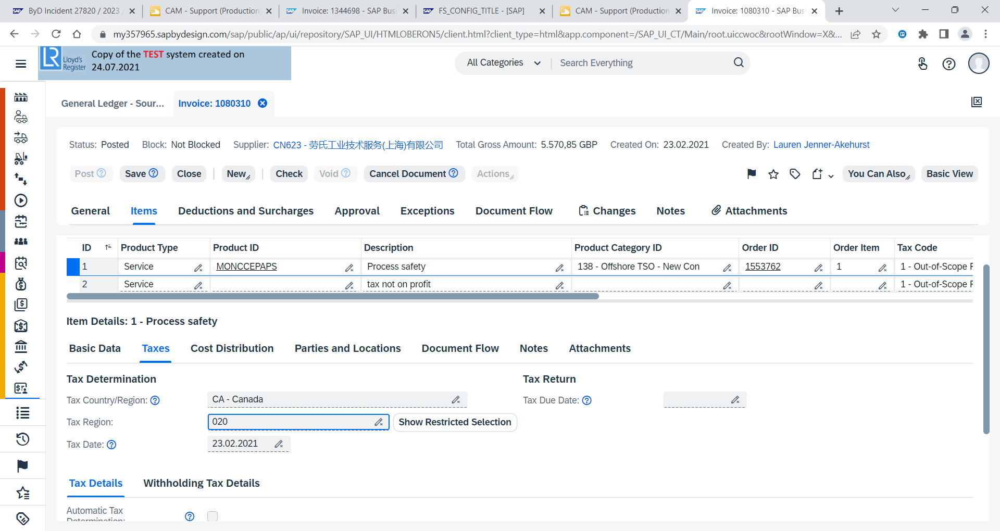 ByD Incident 27820 / 2023 /
CAM - Support (Production
Invoice: 1344698 - SAP Busi
FS_CONFIG_TITLE - [SAP]
CAM - Support (Production
Invoice: 1080310 - SAP Busi
my357965.sapbydesign.com/sap/public/ap/ui/repository/SAP_UI/HTMLOBERON5/client.html?client_type=html&app.component=/SAP_UI_CT/Main/root.uiccwoc&rootWindow=X&...
LR Lloyd's Register
Copy of the TEST system created on
24.07.2021
All Categories
Search Everything
General Ledger - Sour...
Invoice: 1080310
Status: Posted Block: Not Blocked Supplier: CN623 - 劳氏工业技术服务(上海)有限公司 Total Gross Amount: 5.570,85 GBP Created On: 23.02.2021 Created By: Lauren Jenner-Akehurst
Post Save Close New Check Void Cancel Document Actions You Can Also Basic View
General Items Deductions and Surcharges Approval Exceptions Document Flow Changes Notes Attachments
ID Product Type Product ID Description Product Category ID Order ID Order Item Tax Code
1 Service MONCCEPAPS Process safety 138 - Offshore TSO - New Con 1553762 1 1 - Out-of-Scope F
2 Service tax not on profit 1 - Out-of-Scope F
Item Details: 1 - Process safety
Basic Data Taxes Cost Distribution Parties and Locations Document Flow Notes Attachments
Tax Determination
Tax Return
Tax Country/Region: CA - Canada
Tax Due Date:
Tax Region: 020 Show Restricted Selection
Tax Date: 23.02.2021
Tax Details Withholding Tax Details
Automatic Tax
Determination: